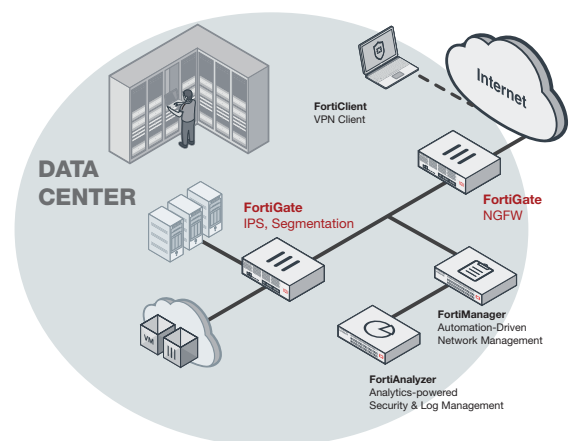 FortiClient
VPN Client
Internet
DATA
CENTER
FortiGate
IPS, Segmentation
FortiGate
NGFW
VM
FortiManager
Automation-Driven
Network Management
FortiAnalyzer
Analytics-powered
Security & Log Management